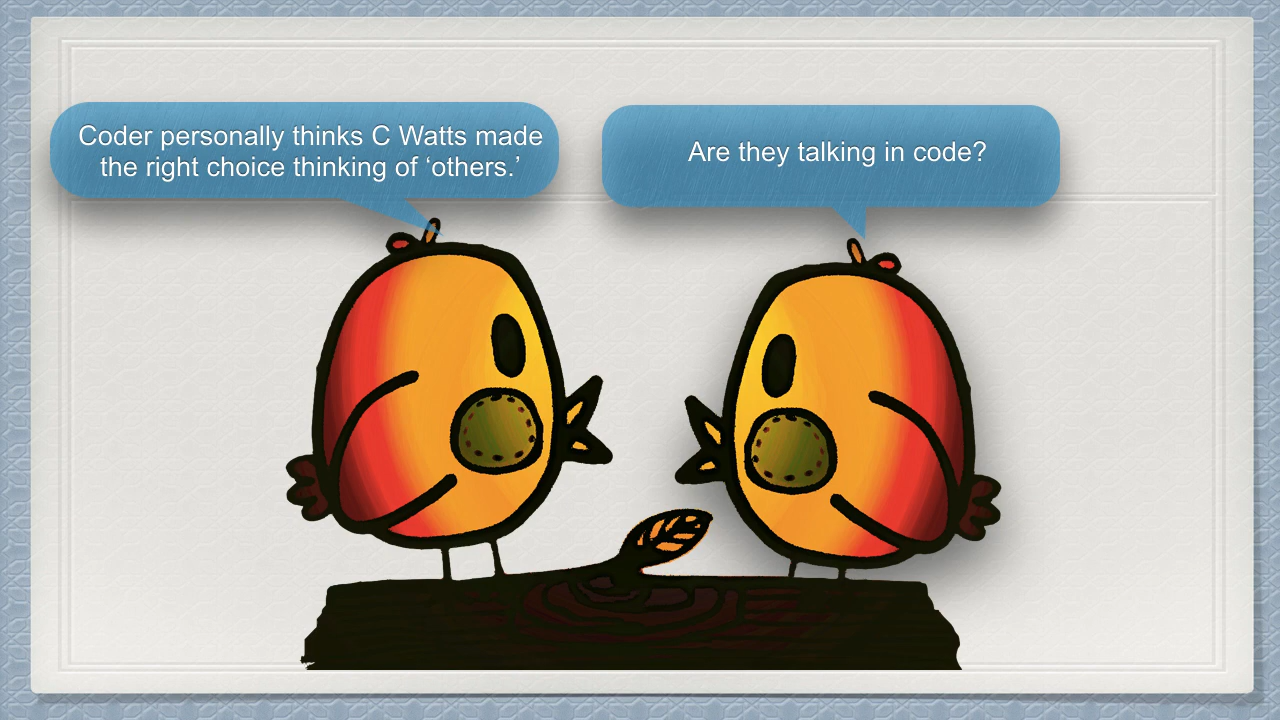 Coder personally thinks C Watts made
the right choice thinking of ‘others.’
Are they talking in code?